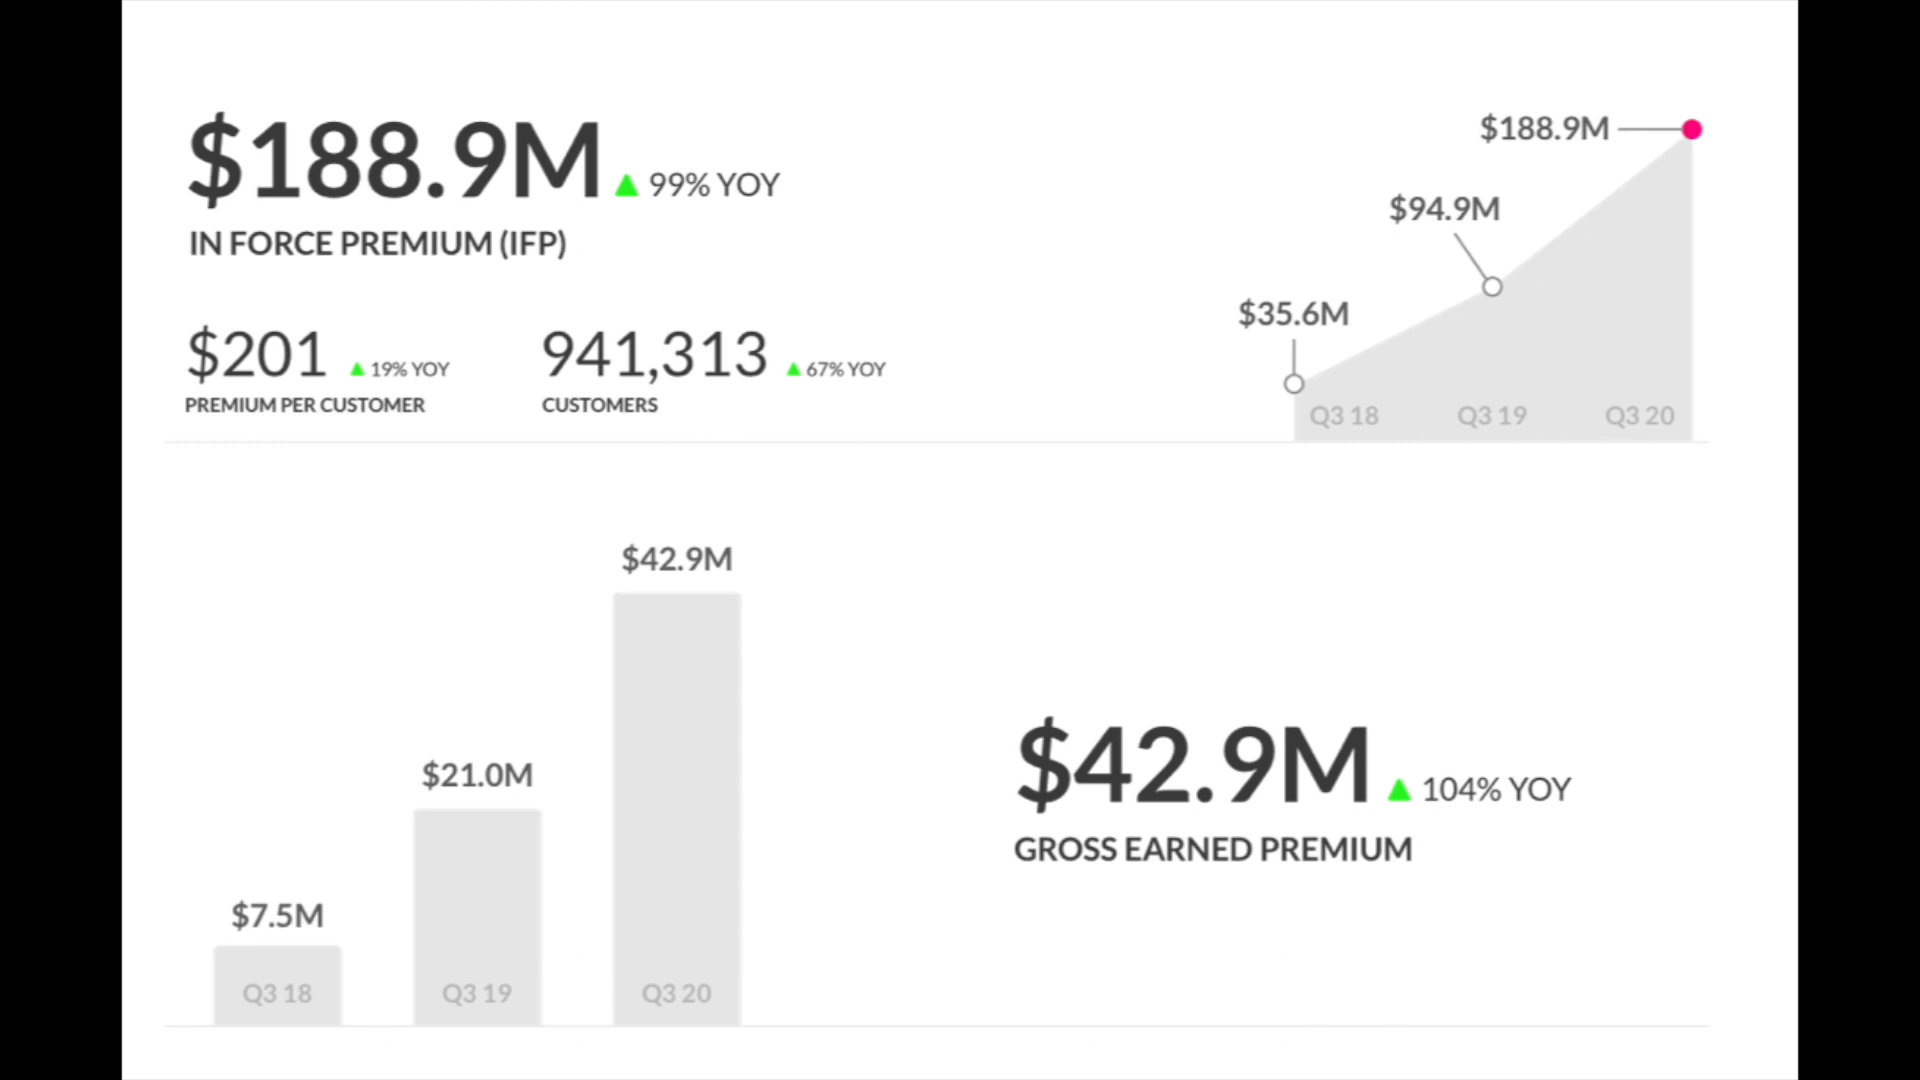 $188.9M ▲ 99% YOY
IN FORCE PREMIUM (IFP)
$201 ▲ 19% YOY
PREMIUM PER CUSTOMER
941,313 ▲ 67% YOY
CUSTOMERS
$188.9M
$94.9M
$35.6M
Q3 18 Q3 19 Q3 20
$42.9M
$21.0M
$7.5M
Q3 18 Q3 19 Q3 20
$42.9M ▲ 104% YOY
GROSS EARNED PREMIUM